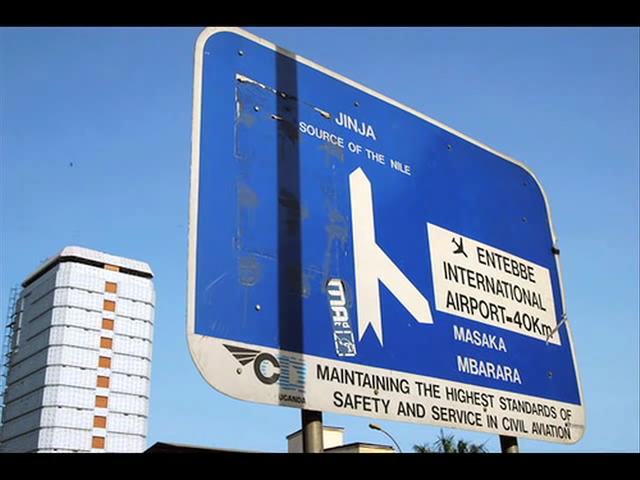 JINJA
SOURCE OF THE NILE
ENTEBBE
INTERNATIONAL
AIRPORT-40Km
MASAKA
MBARARA
UGANDA
MAINTAINING THE HIGHEST STANDARDS OF
SAFETY AND SERVICE IN CIVIL AVIATION